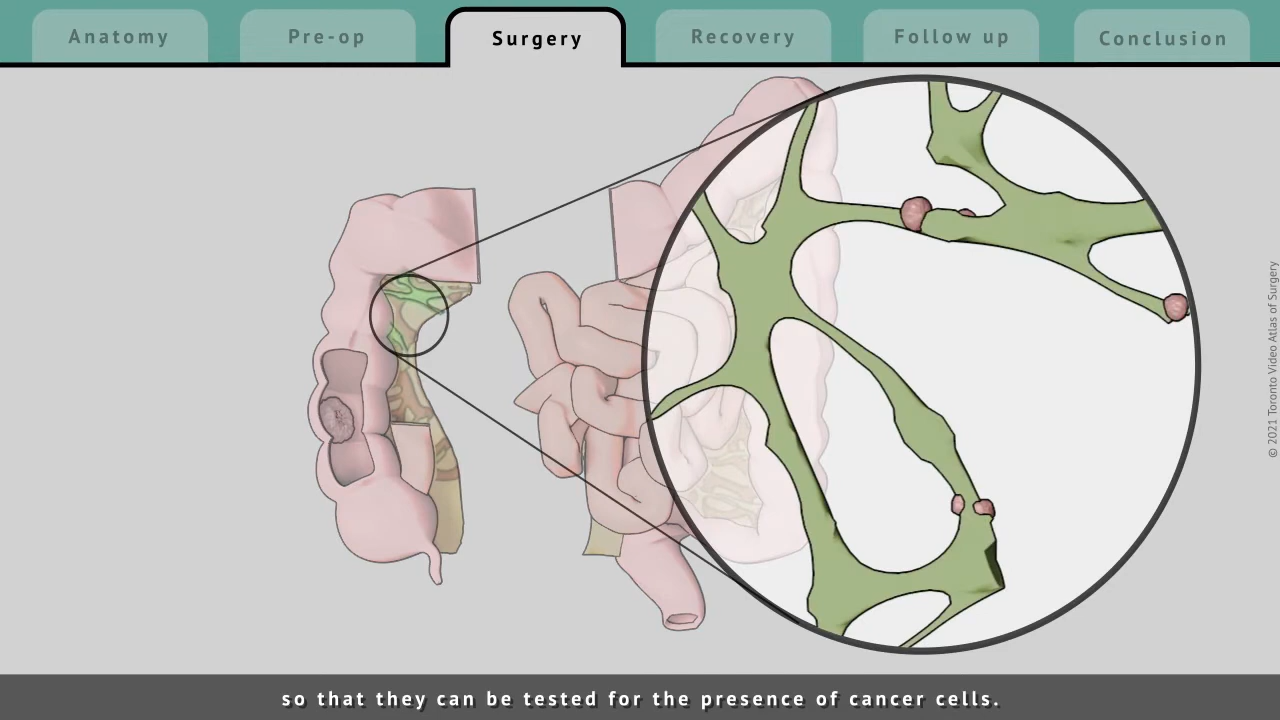 Anatomy
Pre-op
Surgery
Recovery
Follow up
Conclusion
© 2021 Toronto Video Atlas of Surgery
so that they can be tested for the presence of cancer cells.